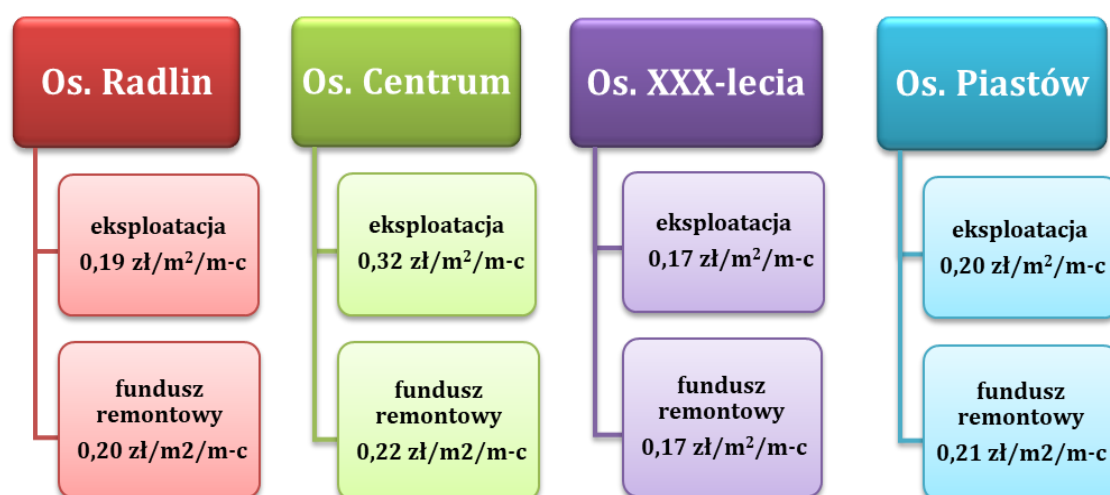 Os. Radlin
eksploatacja
0,19 zł/m²/m-c
fundusz
remontowy
0,20 zł/m2/m-c
Os. Centrum
eksploatacja
0,32 zł/m²/m-c
fundusz
remontowy
0,22 zł/m2/m-c
Os. XXX-lecia
eksploatacja
0,17 zł/m²/m-c
fundusz
remontowy
0,17 zł/m²/m-c
Os. Piastów
eksploatacja
0,20 zł/m²/m-c
fundusz
remontowy
0,21 zł/m2/m-c